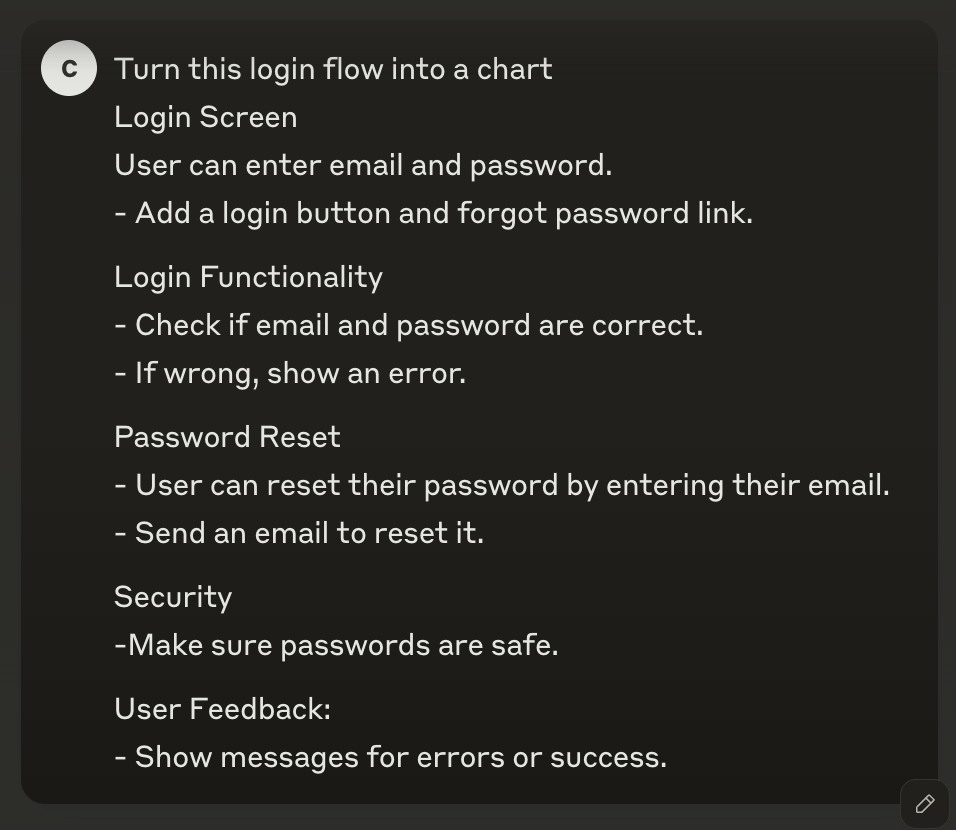 C
Turn this login flow into a chart
Login Screen
User can enter email and password.
- Add a login button and forgot password link.
Login Functionality
- Check if email and password are correct.
- If wrong, show an error.
Password Reset
- User can reset their password by entering their email.
- Send an email to reset it.
Security
-Make sure passwords are safe.
User Feedback:
- Show messages for errors or success.